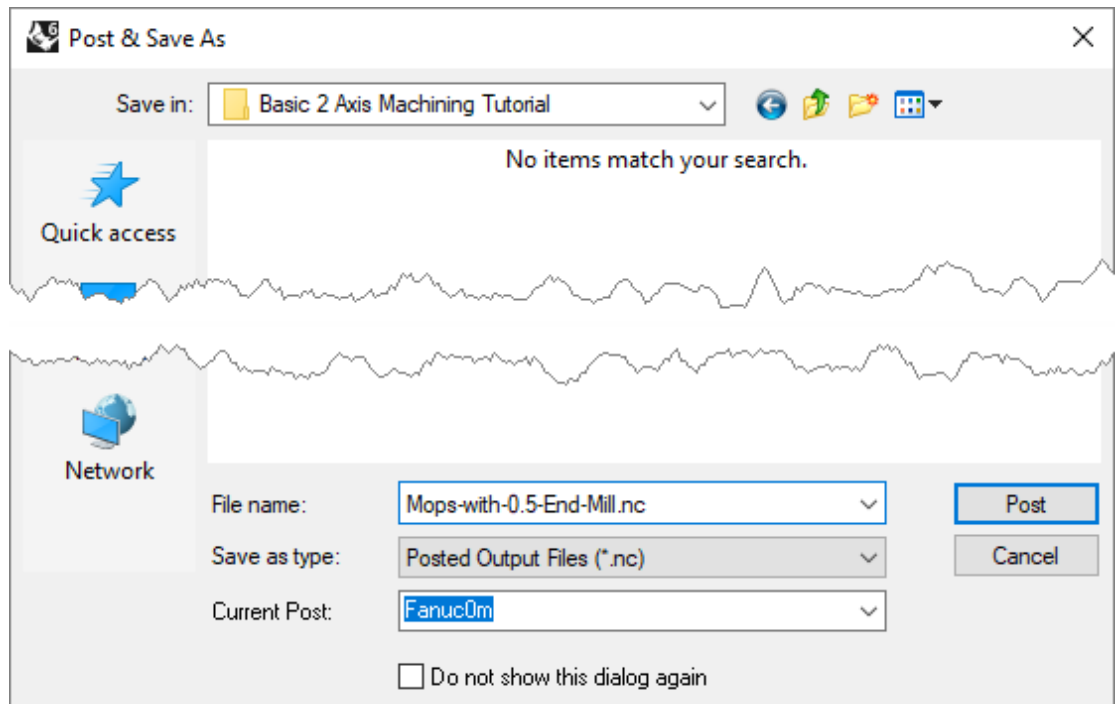 Post & Save As
Save in: Basic 2 Axis Machining Tutorial
No items match your search.
Quick access
Network
File name: Mops-with-0.5-End-Mill.nc Post
Save as type: Posted Output Files (*.nc) Cancel
Current Post: Fanuc0m
Do not show this dialog again